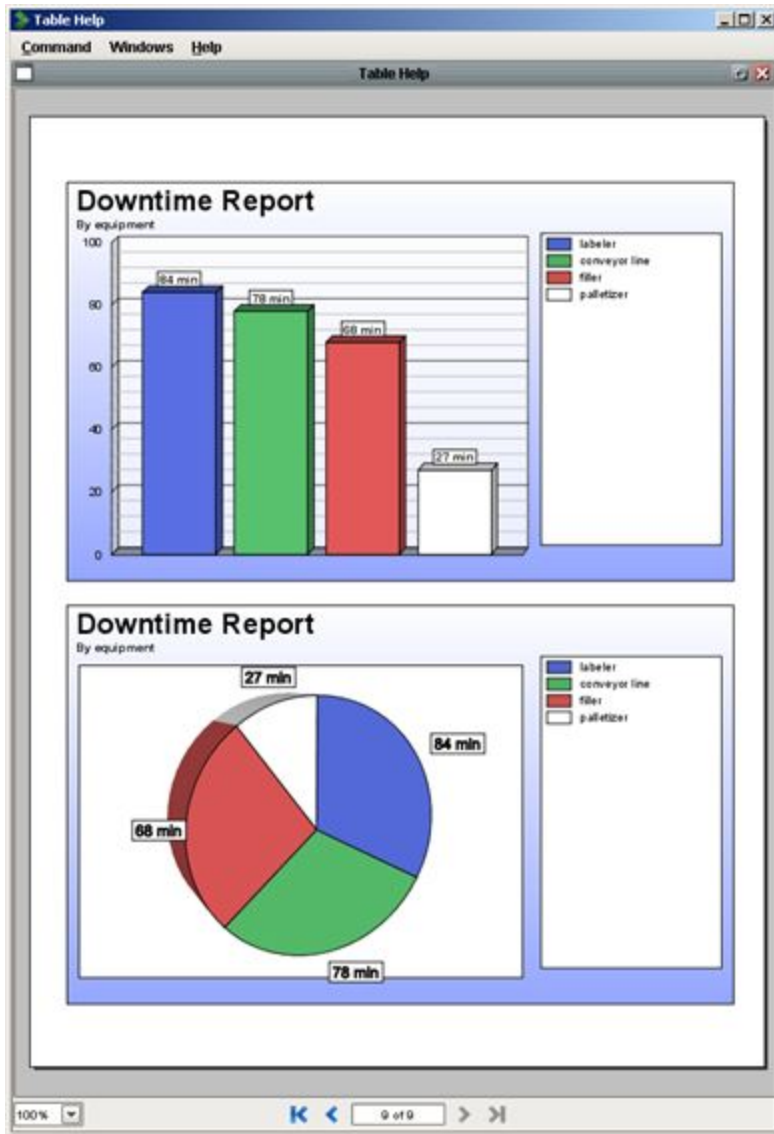 Table Help
Command Windows Help
Table Help
Downtime Report
By equipment
100
80
60
40
20
0
84 min
78 min
68 min
27 min
labeler
conveyor line
filler
palletizer
Downtime Report
By equipment
27 min
84 min
68 min
78 min
labeler
conveyor line
filler
palletizer
100%
9 of 9